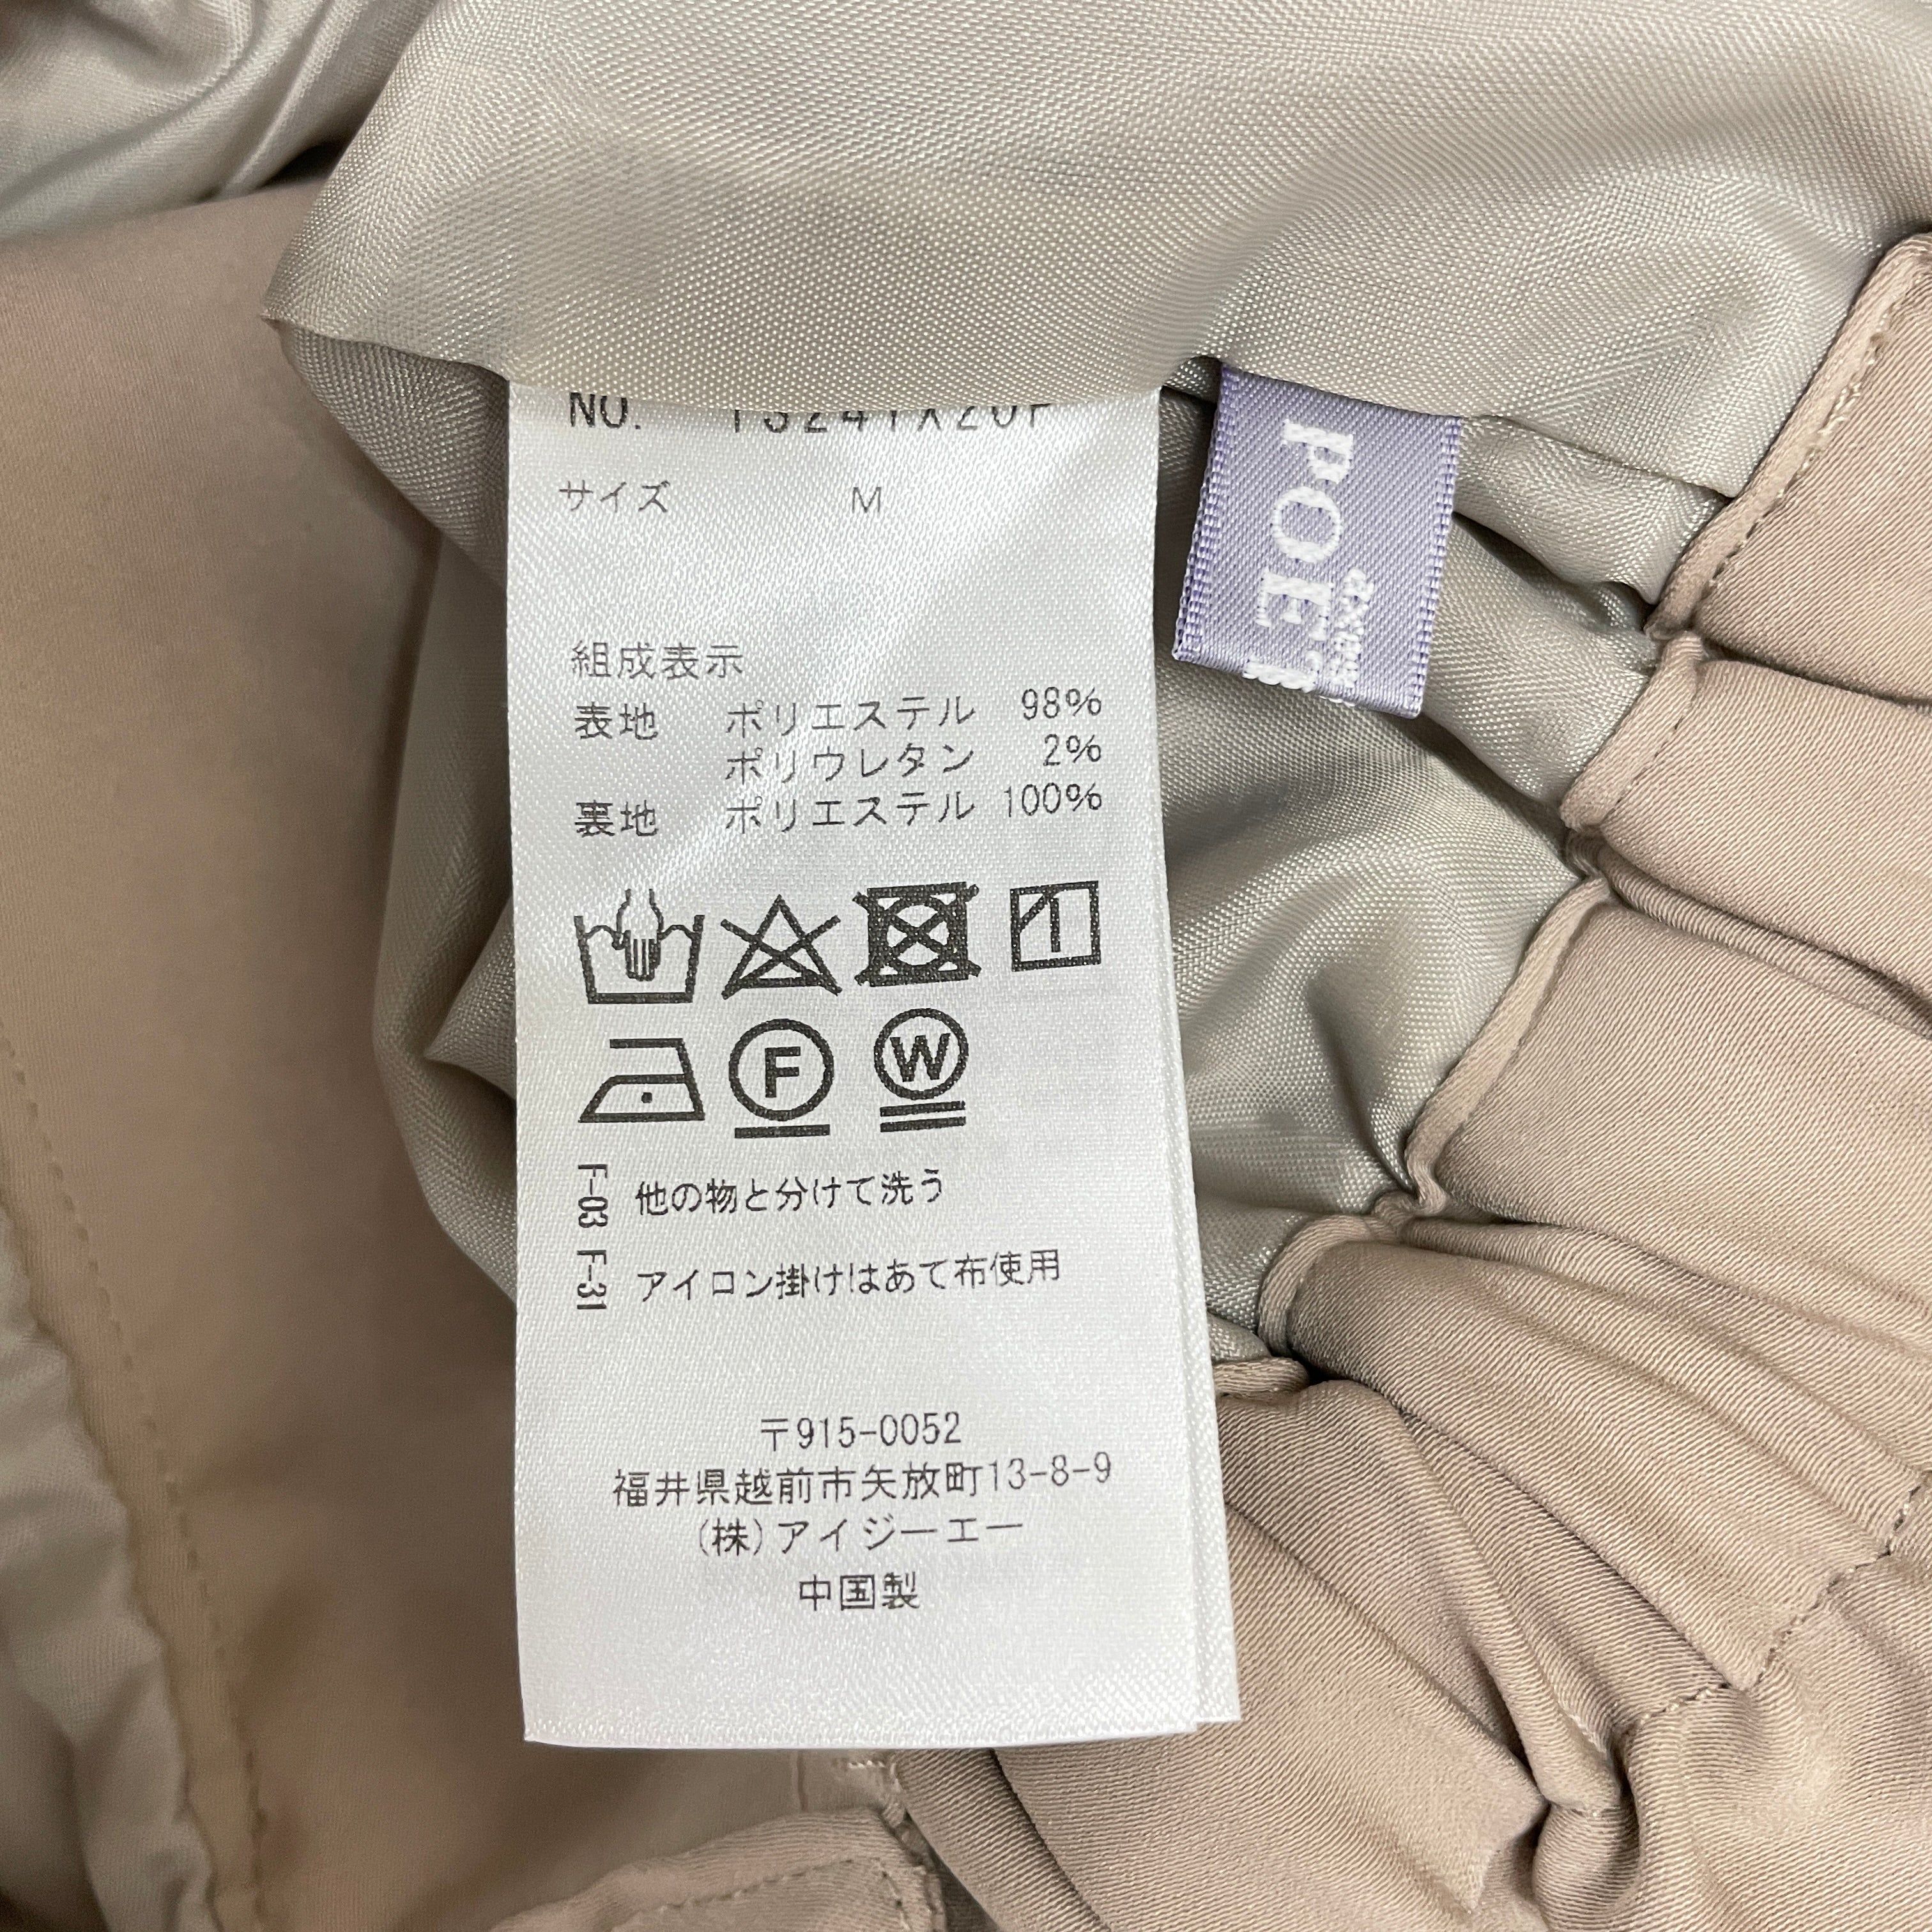 NO.
サイズ M
組成表示
表地 ポリエステル 98%
ポリウレタン 2%
裏地 ポリエステル 100%
F
W
F-03 他の物と分けて洗う
F-31 アイロン掛けはあて布使用
〒915-0052
福井県越前市矢放町13-8-9
(株)アイジーエー
中国製
POE